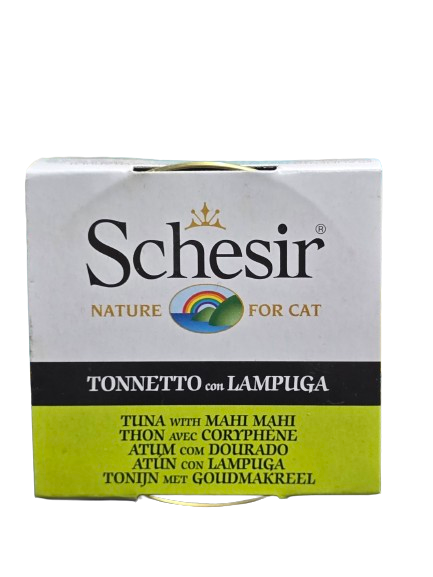 Schesir®
NATURE FOR CAT
TONNETTO con LAMPUGA
TUNA WITH MAHI MAHI
THON AVEC CORYPHÈNE
ATUM COM DOURADO
ATÚN CON LAMPUGA
TONIJN MET GOUDMAKREEL